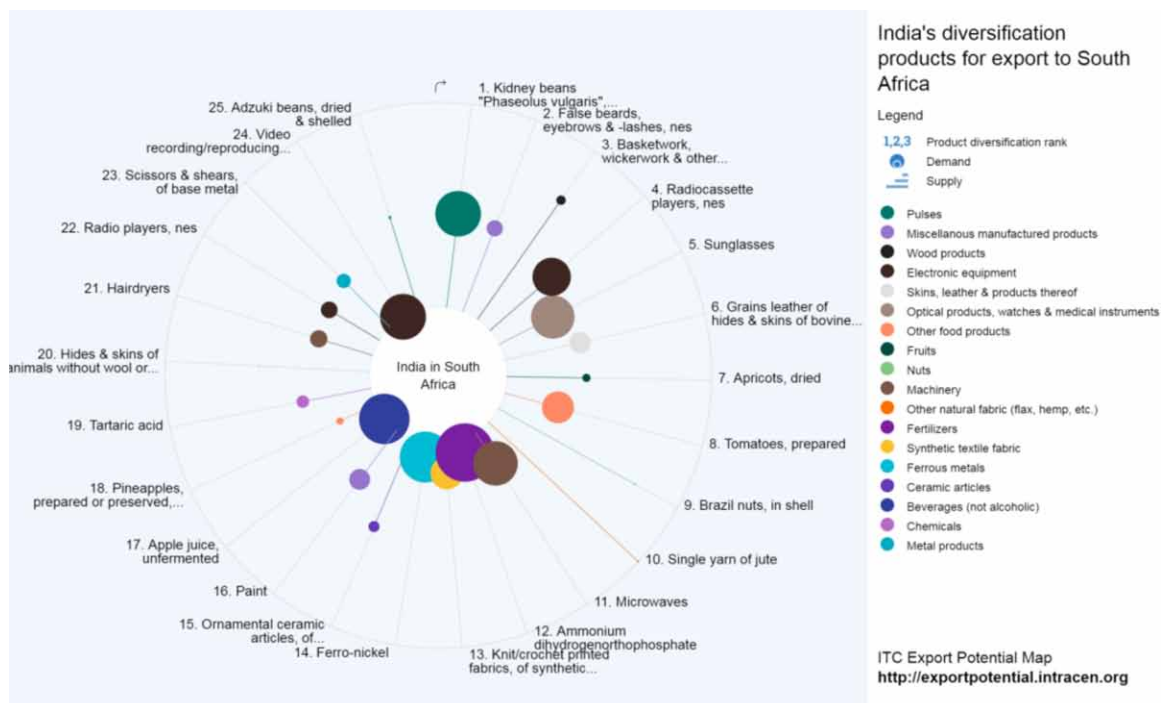 India's diversification
products for export to South
Africa
Legend
1,2,3 Product diversification rank
Demand
Supply
Pulses
Miscellanous manufactured products
Wood products
Electronic equipment
Skins, leather & products thereof
Optical products, watches & medical instruments
Other food products
Fruits
Nuts
Machinery
Other natural fabric (flax, hemp, etc.)
Fertilizers
Synthetic textile fabric
Ferrous metals
Ceramic articles
Beverages (not alcoholic)
Chemicals
Metal products
ITC Export Potential Map
http://exportpotential.intracen.org
India in South
Africa
1. Kidney beans
"Phaseolus vulgaris",...
2. False beards,
eyebrows & -lashes, nes
3. Basketwork,
wickerwork & other...
4. Radiocassette
players, nes
5. Sunglasses
6. Grains leather of
hides & skins of bovine...
7. Apricots, dried
8. Tomatoes, prepared
9. Brazil nuts, in shell
10. Single yarn of jute
11. Microwaves
12. Ammonium
dihydrogenorthophosphate
13. Knit/crochet printed
fabrics, of synthetic...
14. Ferro-nickel
15. Ornamental ceramic
articles, of...
16. Paint
17. Apple juice,
unfermented
18. Pineapples,
prepared or preserved,...
19. Tartaric acid
20. Hides & skins of
animals without wool or...
21. Hairdryers
22. Radio players, nes
23. Scissors & shears,
of base metal
24. Video
recording/reproducing...
25. Adzuki beans, dried
& shelled